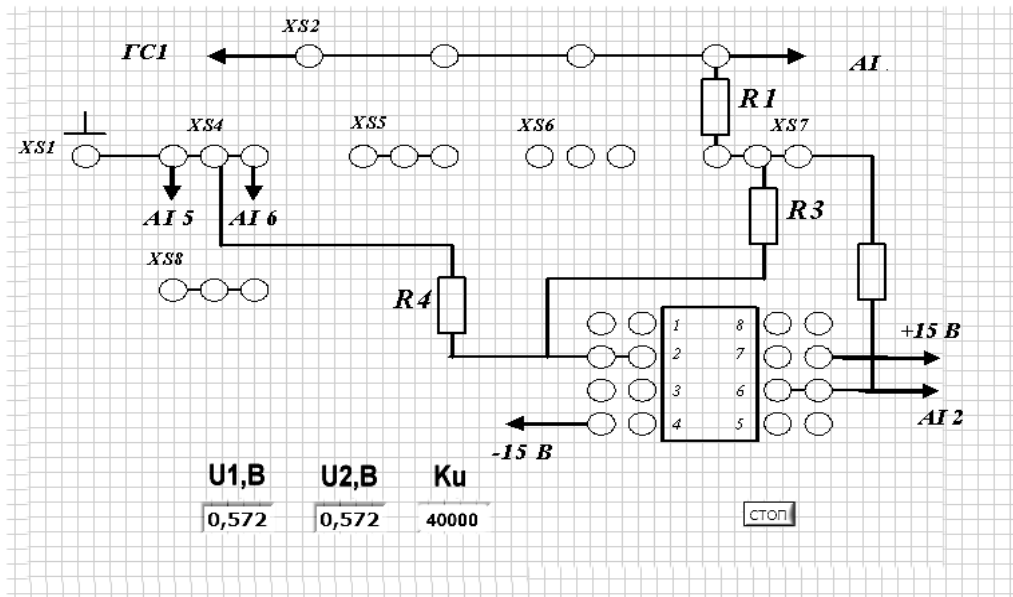 XS2
ГС1
AI
R1
XS1
XS4
XS5
XS6
XS7
AI 5
AI 6
R3
XS8
R4
1
8
+15 В
2
7
3
6
AI 2
4
5
-15 В
U1,В
U2,В
Ku
0,572
0,572
40000
СТОП